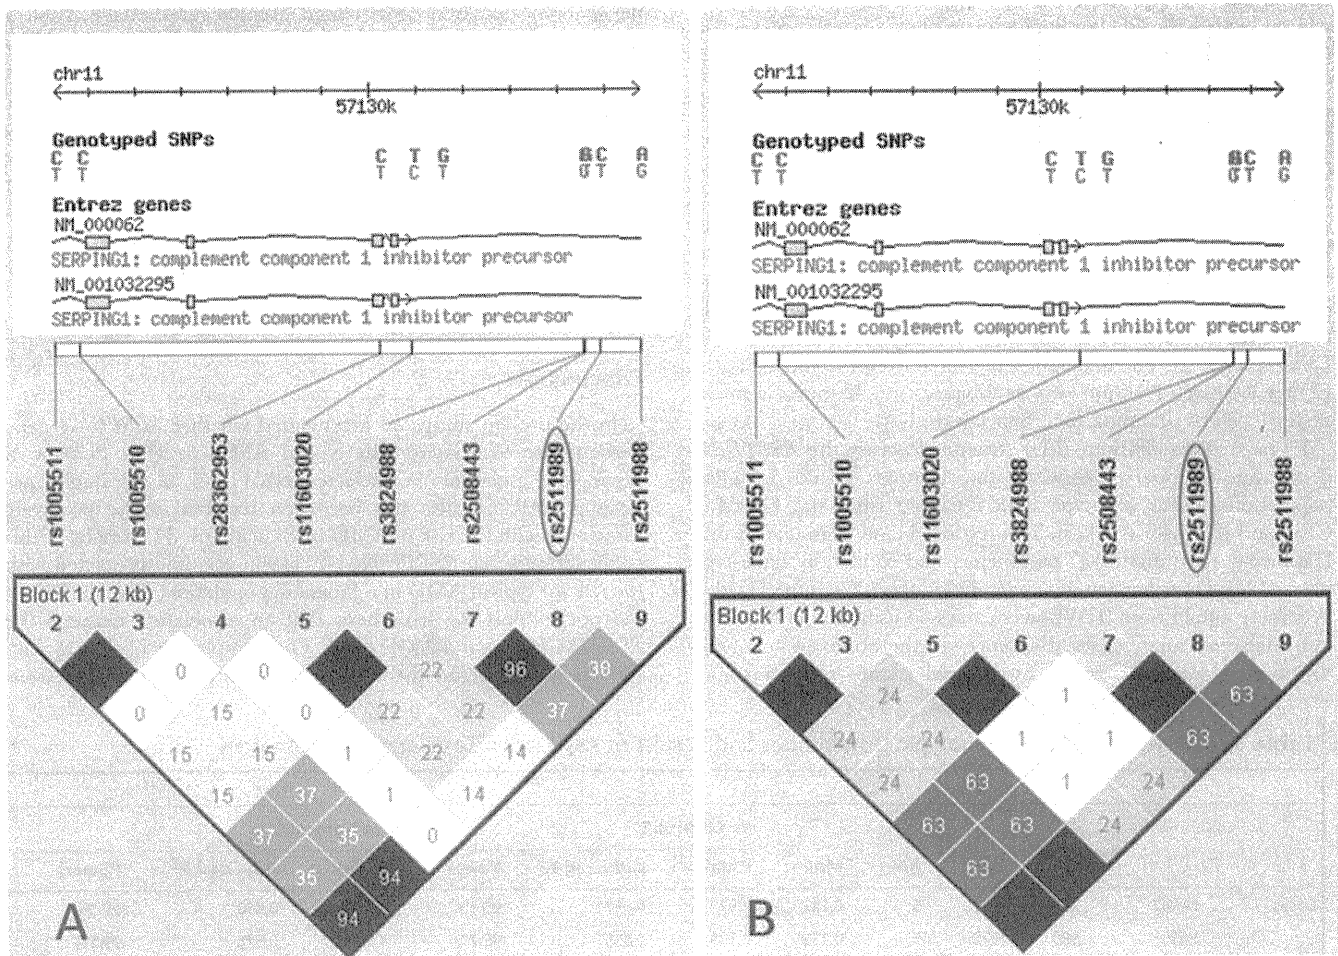 chr11
57130k
Genotyped SNPs
C C C T G C A
T T T C T T G
Entrez genes
NM_000062
SERPING1: complement component 1 inhibitor precursor
NM_001032295
SERPING1: complement component 1 inhibitor precursor
rs1005511
rs1005510
rs28362953
rs11603020
rs3824988
rs2508443
rs2511989
rs2511988
Block 1 (12 kb)
2 3 4 5 6 7 8 9
0 0 22 96 38
0 15 0 22 22 37
15 15 1 22 14
15 37 1 14
37 35 0
35 94
94
A
chr11
57130k
Genotyped SNPs
C C C T G C A
T T T C T T G
Entrez genes
NM_000062
SERPING1: complement component 1 inhibitor precursor
NM_001032295
SERPING1: complement component 1 inhibitor precursor
rs1005511
rs1005510
rs11603020
rs3824988
rs2508443
rs2511989
rs2511988
Block 1 (12 kb)
2 3 5 6 7 8 9
24 1 63
24 24 1 1 63
24 63 1 24
63 63 24
63
B